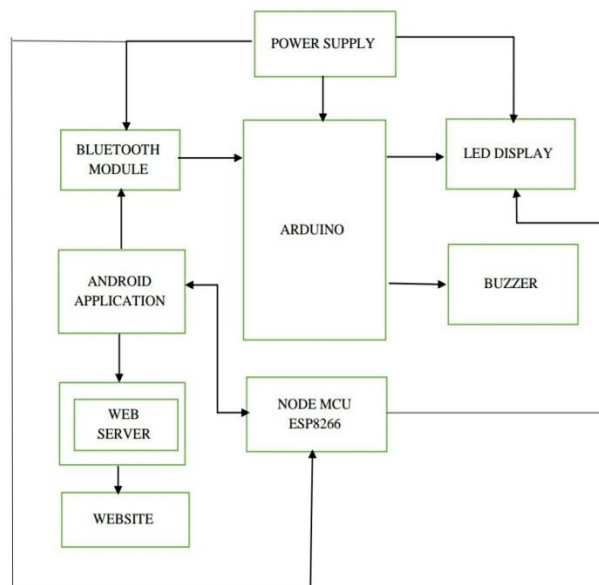 POWER SUPPLY
BLUETOOTH
MODULE
LED DISPLAY
ARDUINO
ANDROID
APPLICATION
BUZZER
NODE MCU
ESP8266
WEB
SERVER
WEBSITE